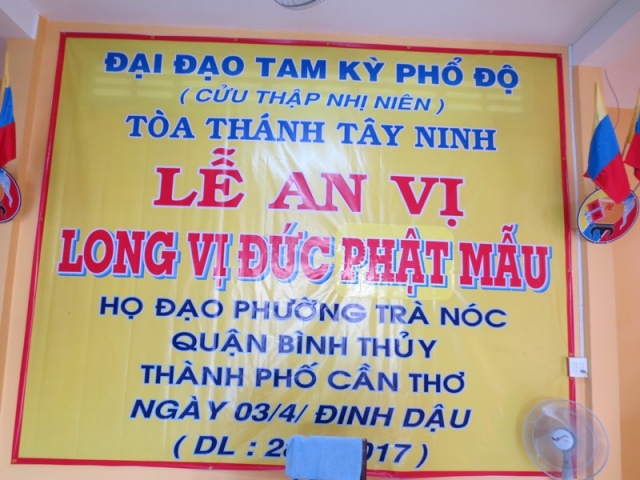 ĐẠI ĐẠO TAM KỲ PHỔ ĐỘ
( CỬU THẬP NHỊ NIÊN )
TÒA THÁNH TÂY NINH
LỄ AN VỊ
LONG VỊ ĐỨC PHẬT MẪU
HỌ ĐẠO PHƯỜNG TRÀ NÓC
QUẬN BÌNH THỦY
THÀNH PHỐ CẦN THƠ
NGÀY 03/4/ ĐINH DẬU
( DL : 2017 )